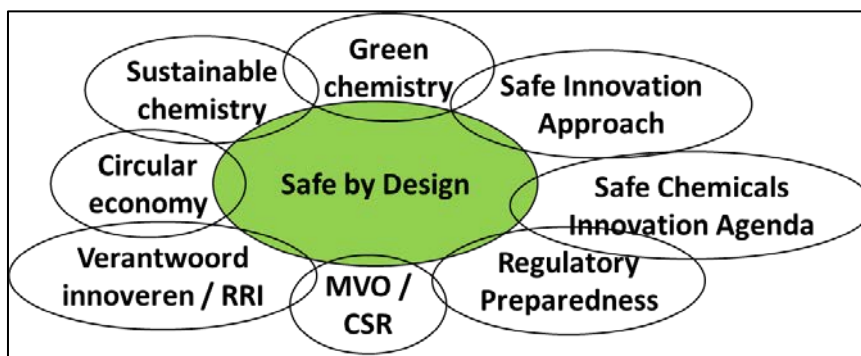 Green
chemistry
Sustainable
chemistry
Safe Innovation
Approach
Circular
economy
Safe by Design
Safe Chemicals
Innovation Agenda
Verantwoord
innoveren / RRI
MVO /
CSR
Regulatory
Preparedness